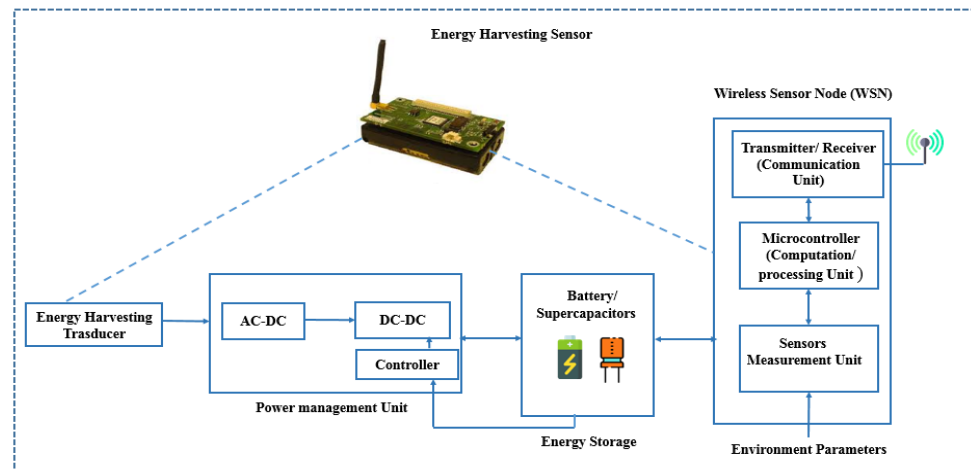 Energy Harvesting Sensor
Wireless Sensor Node (WSN)
Transmitter/ Receiver
(Communication
Unit)
Microcontroller
(Computation/
processing Unit )
Sensors
Measurement Unit
Environment Parameters
Energy Harvesting
Trasducer
AC-DC
DC-DC
Controller
Power management Unit
Battery/
Supercapacitors
Energy Storage